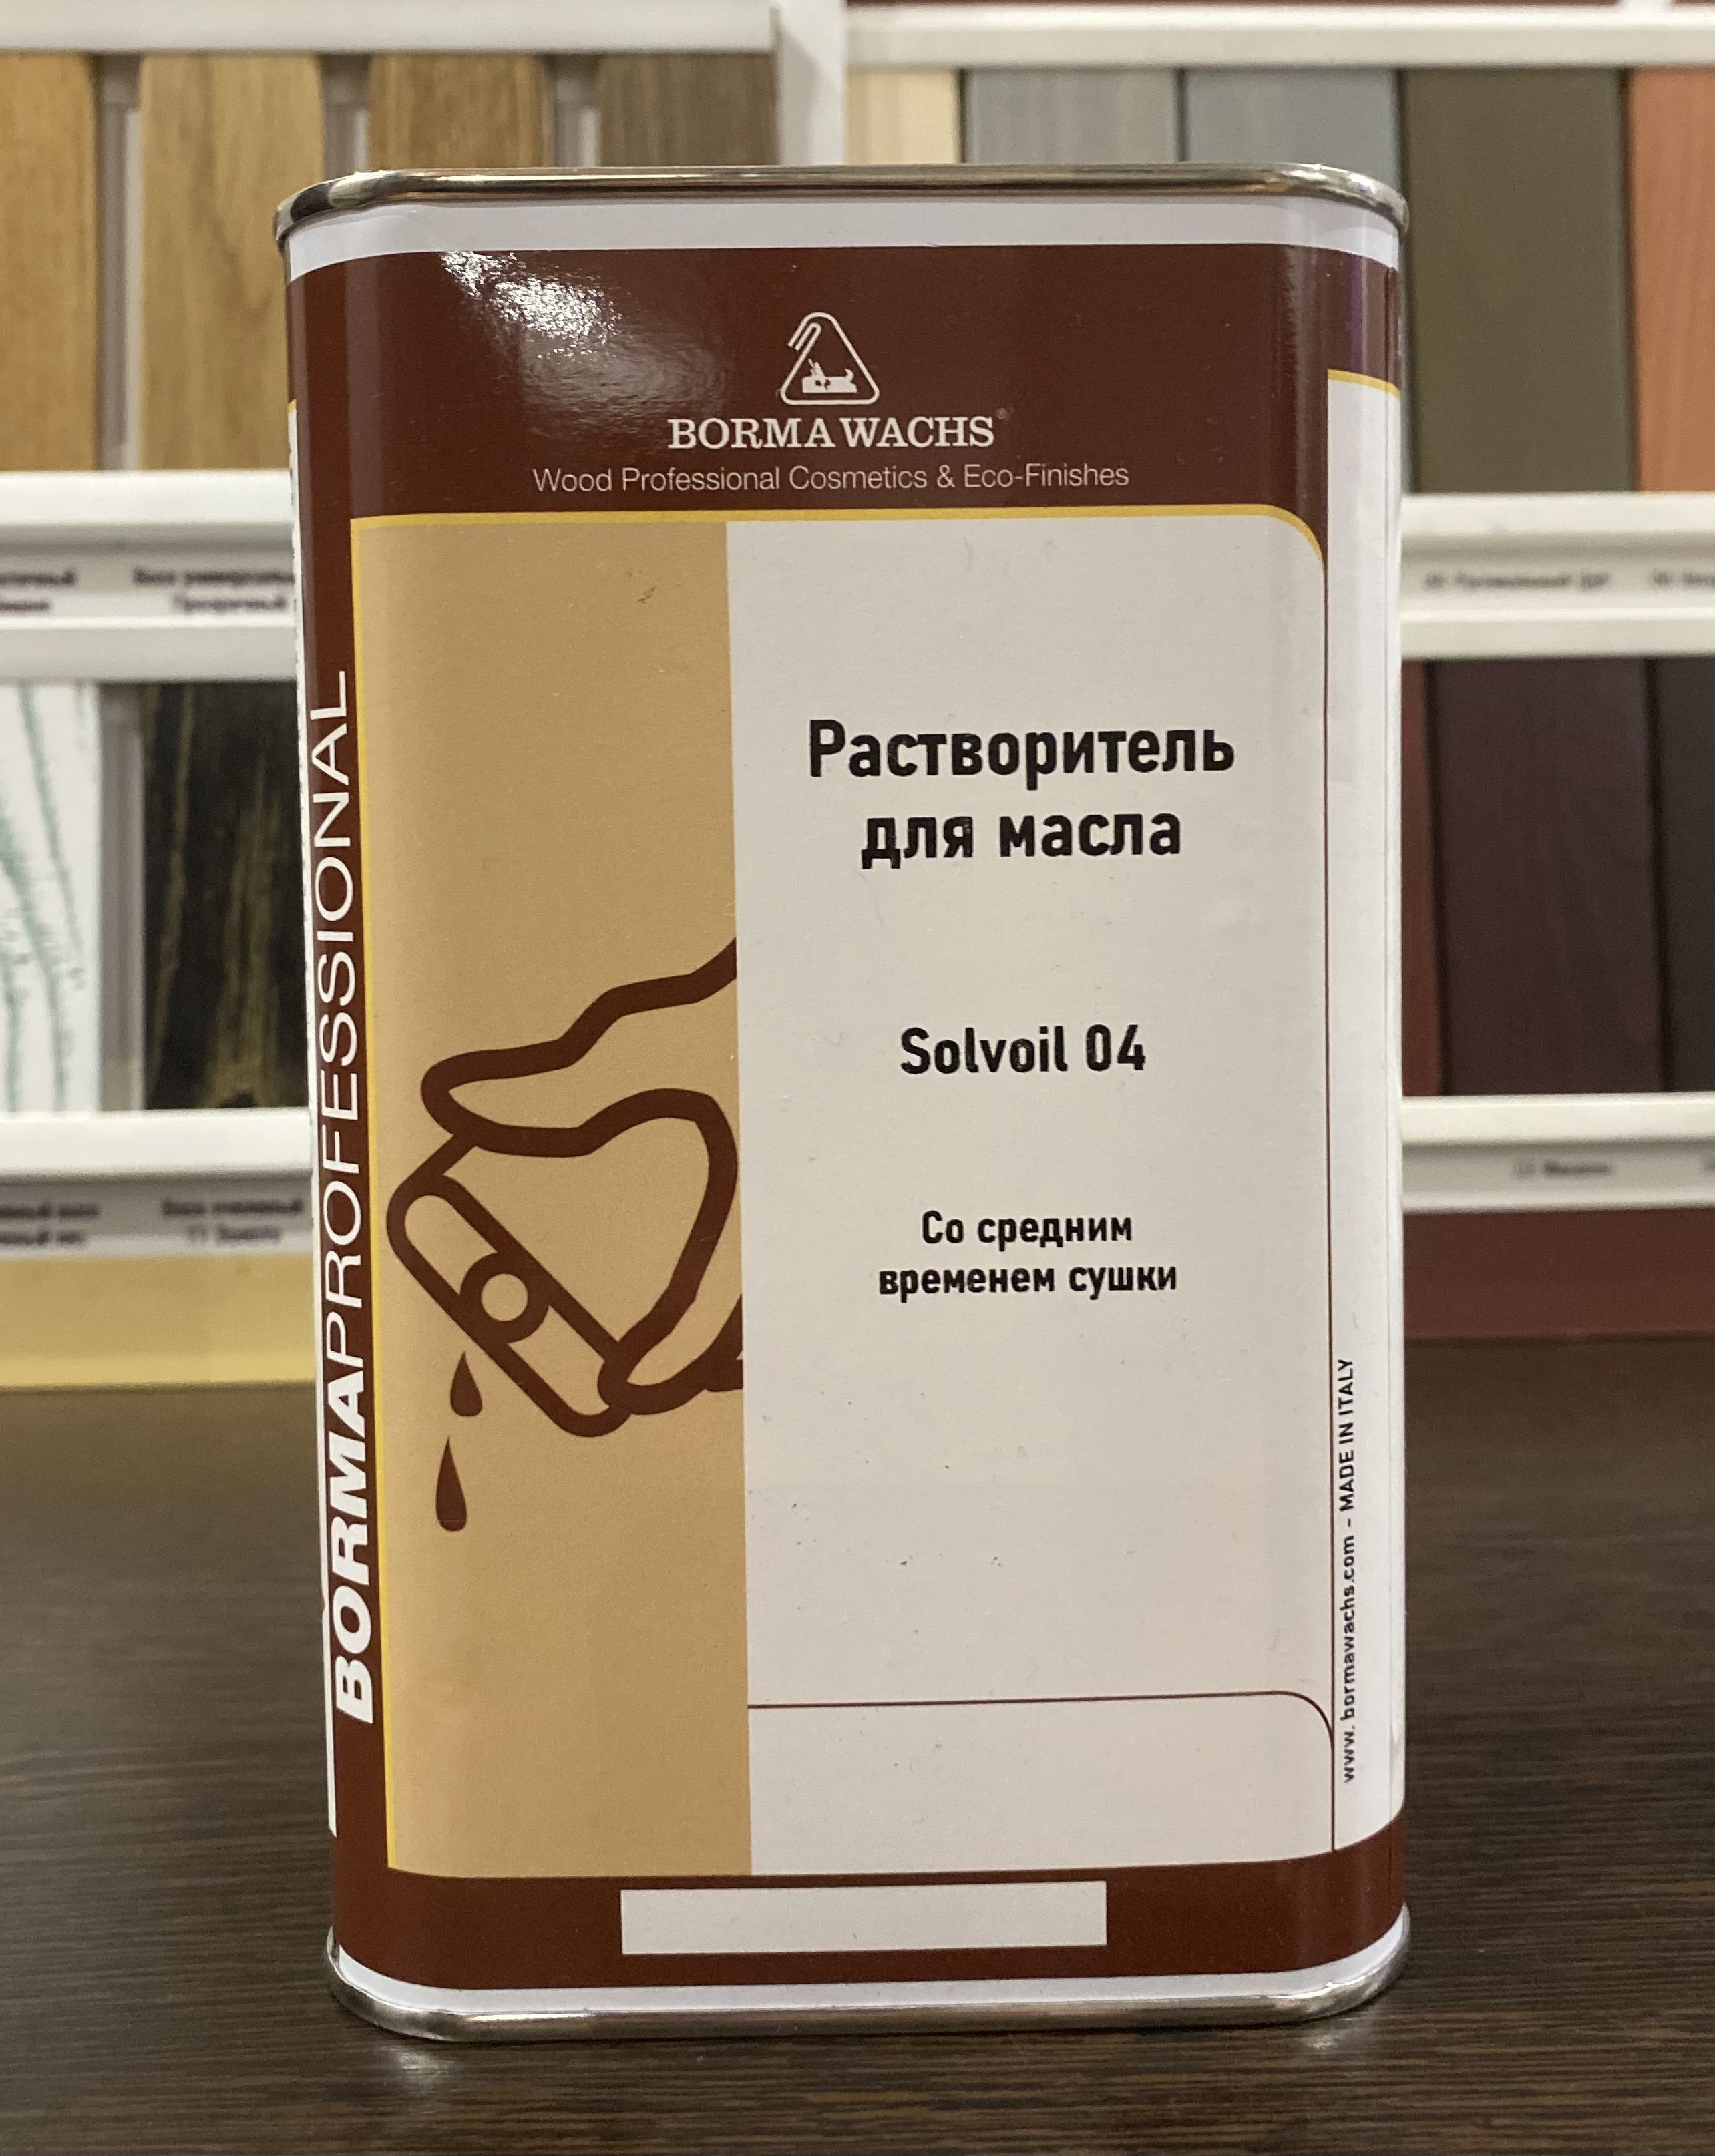 BORMA WACHS®
Wood Professional Cosmetics & Eco-Finishes
BORMAPROFESSIONAL
Растворитель
для масла
Solvoil 04
Со средним
временем сушки
www.bormawachs.com - MADE IN ITALY